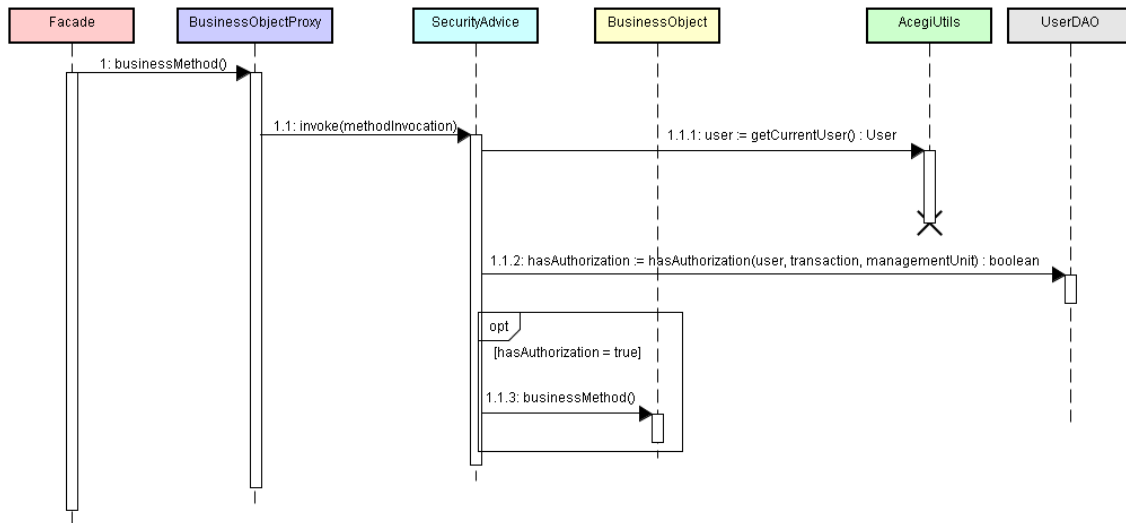 Facade
BusinessObjectProxy
SecurityAdvice
BusinessObject
AcegiUtils
UserDAO
1: businessMethod()
1.1: invoke(methodInvocation)
1.1.1: user := getCurrentUser() : User
1.1.2: hasAuthorization := hasAuthorization(user, transaction, managementUnit) : boolean
opt
[hasAuthorization = true]
1.1.3: businessMethod()